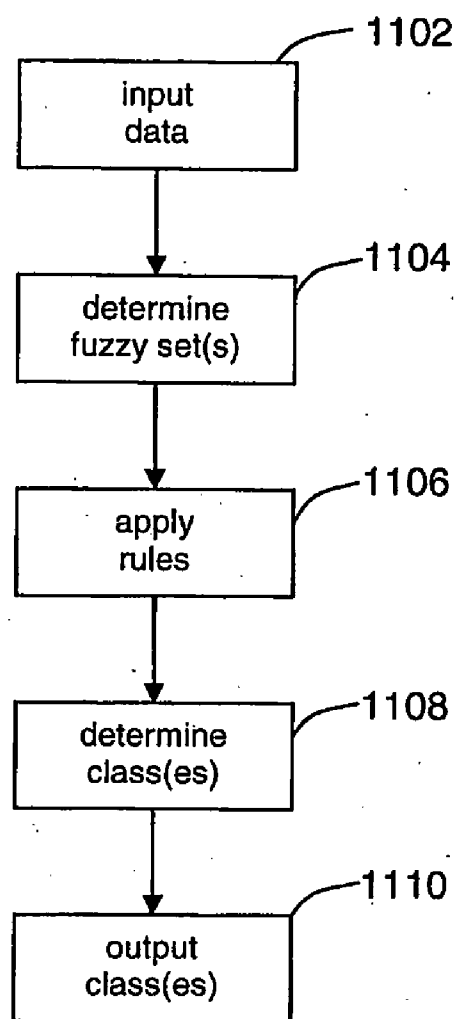 1102
input
data
1104
determine
fuzzy set(s)
1106
apply
rules
1108
determine
class(es)
1110
output
class(es)